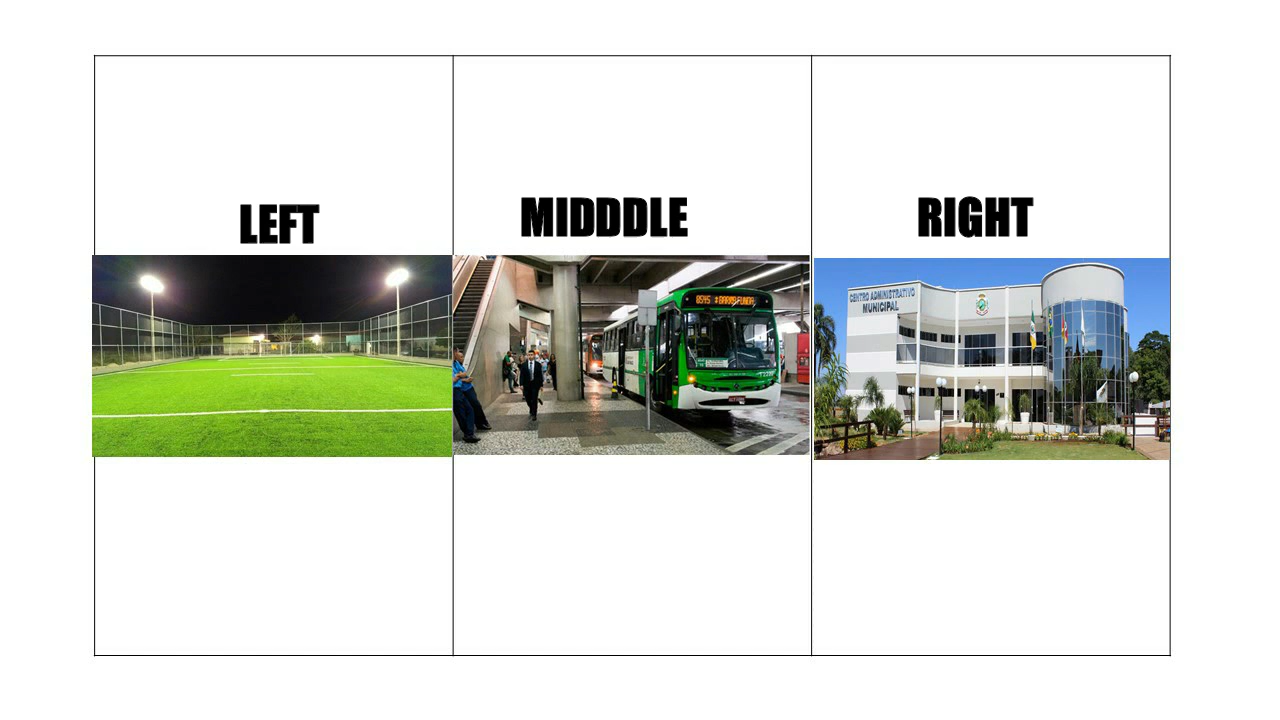 LEFT
MIDDDLE
RIGHT
CENTRO ADMINISTRATIVO
MUNICIPAL